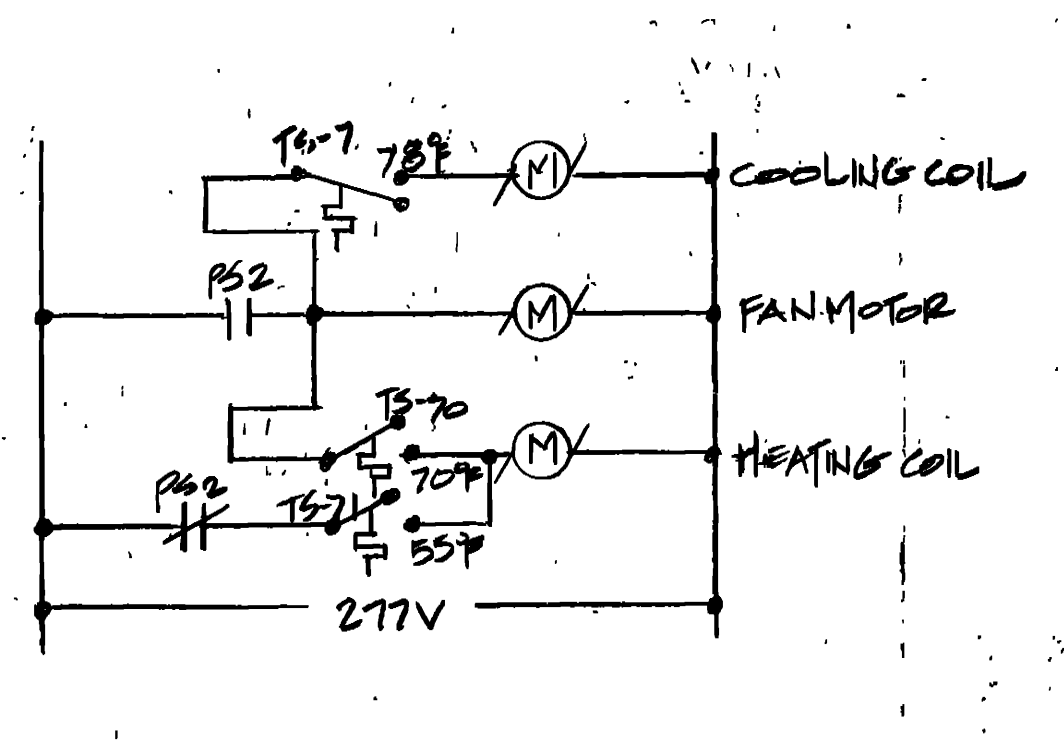 TS-7 78°F M COOLING COIL
PS2 M FAN MOTOR
TS-70
70°F M HEATING COIL
PS2 TS-71
55°F
277V